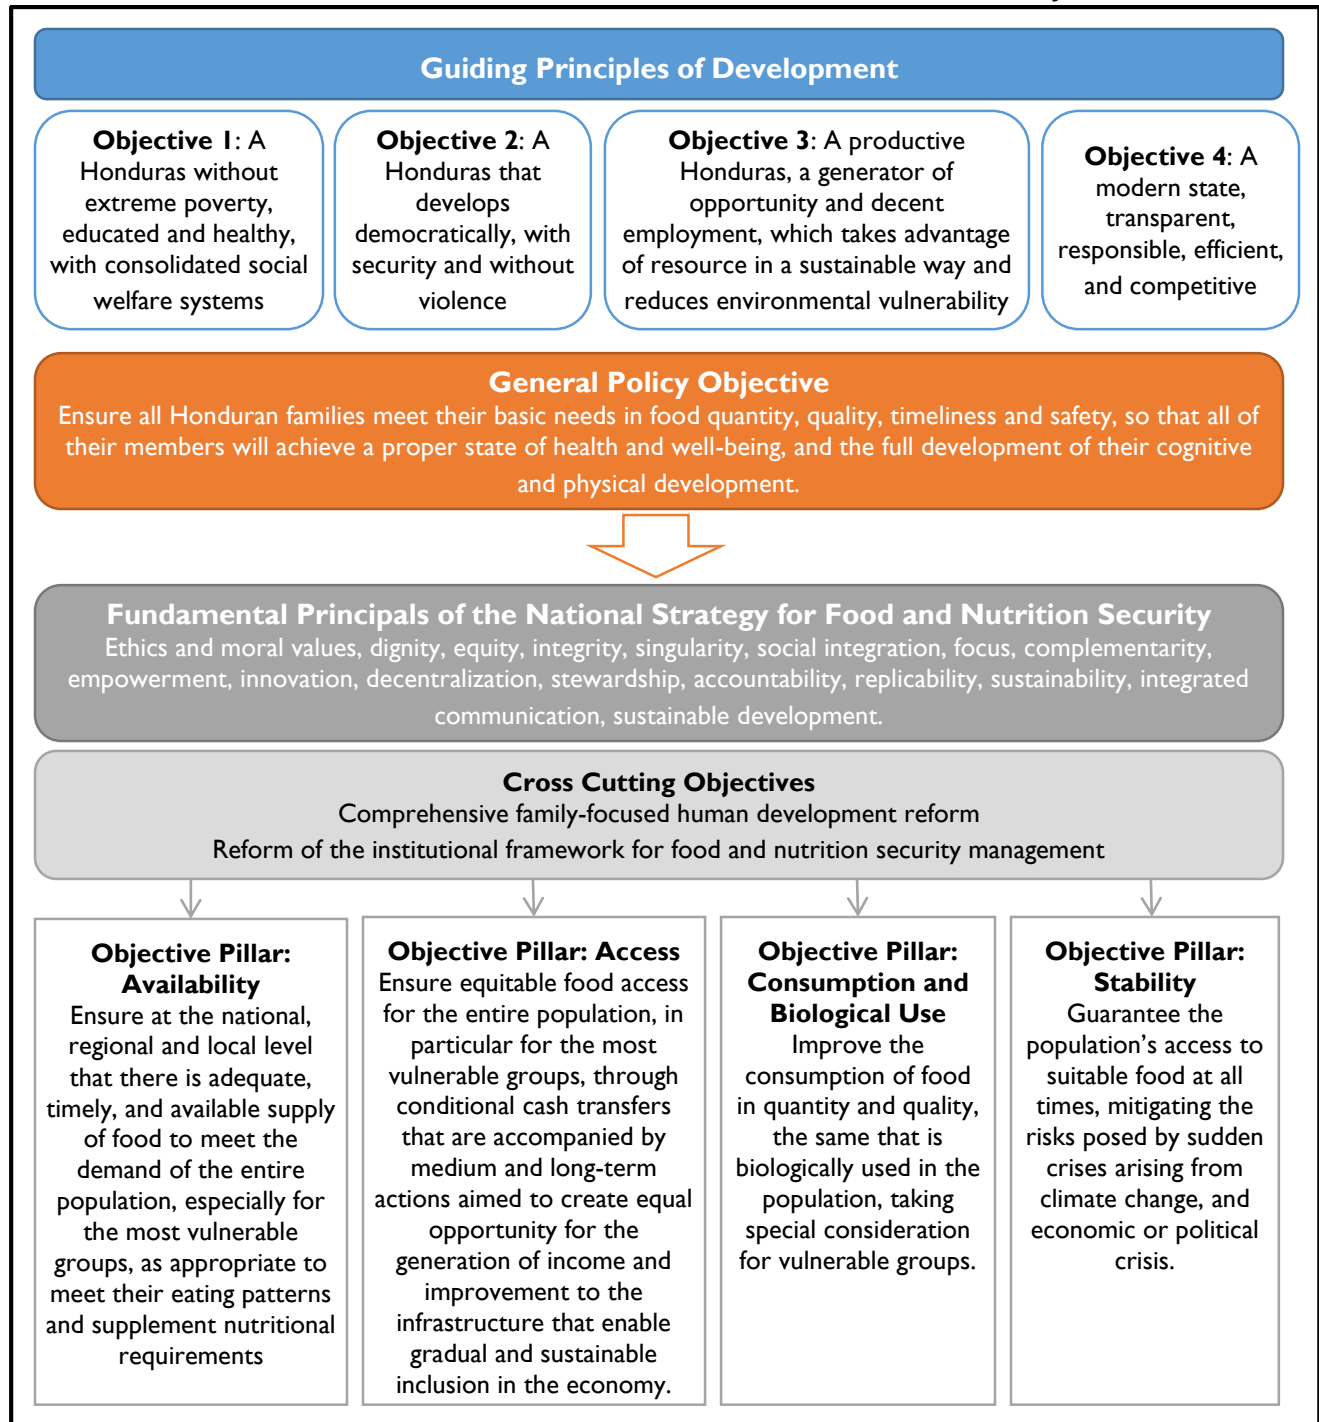 Guiding Principles of Development
Objective 1: A
Honduras without
extreme poverty,
educated and healthy,
with consolidated social
welfare systems
Objective 2: A
Honduras that
develops
democratically, with
security and without
violence
Objective 3: A productive
Honduras, a generator of
opportunity and decent
employment, which takes advantage
of resource in a sustainable way and
reduces environmental vulnerability
Objective 4: A
modern state,
transparent,
responsible, efficient,
and competitive
General Policy Objective
Ensure all Honduran families meet their basic needs in food quantity, quality, timeliness and safety, so that all of
their members will achieve a proper state of health and well-being, and the full development of their cognitive
and physical development.
Fundamental Principals of the National Strategy for Food and Nutrition Security
Ethics and moral values, dignity, equity, integrity, singularity, social integration, focus, complementarity,
empowerment, innovation, decentralization, stewardship, accountability, replicability, sustainability, integrated
communication, sustainable development.
Cross Cutting Objectives
Comprehensive family-focused human development reform
Reform of the institutional framework for food and nutrition security management
Objective Pillar:
Availability
Ensure at the national,
regional and local level
that there is adequate,
timely, and available supply
of food to meet the
demand of the entire
population, especially for
the most vulnerable
groups, as appropriate to
meet their eating patterns
and supplement nutritional
requirements
Objective Pillar: Access
Ensure equitable food access
for the entire population, in
particular for the most
vulnerable groups, through
conditional cash transfers
that are accompanied by
medium and long-term
actions aimed to create equal
opportunity for the
generation of income and
improvement to the
infrastructure that enable
gradual and sustainable
inclusion in the economy.
Objective Pillar:
Consumption and
Biological Use
Improve the
consumption of food
in quantity and quality,
the same that is
biologically used in the
population, taking
special consideration
for vulnerable groups.
Objective Pillar:
Stability
Guarantee the
population's access to
suitable food at all
times, mitigating the
risks posed by sudden
crises arising from
climate change, and
economic or political
crisis.